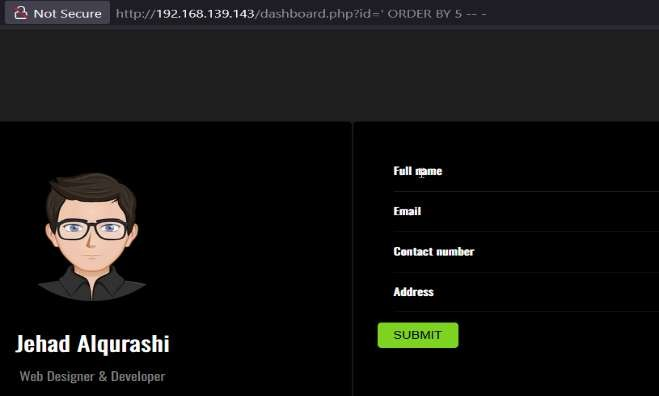 Not Secure http://192.168.139.143/dashboard.php?id=' ORDER BY 5 -- -
Full name
Email
Contact number
Address
SUBMIT
Jehad Alqurashi
Web Designer & Developer